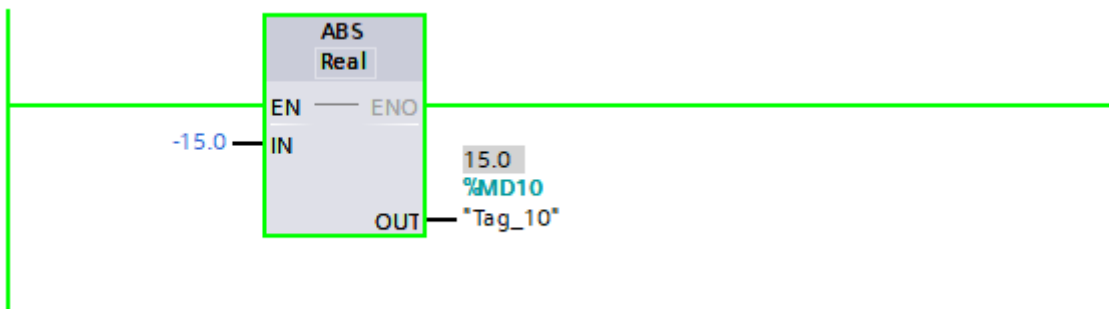 ABS
Real
EN ENO
-15.0 IN
15.0
%MD10
OUT "Tag_10"